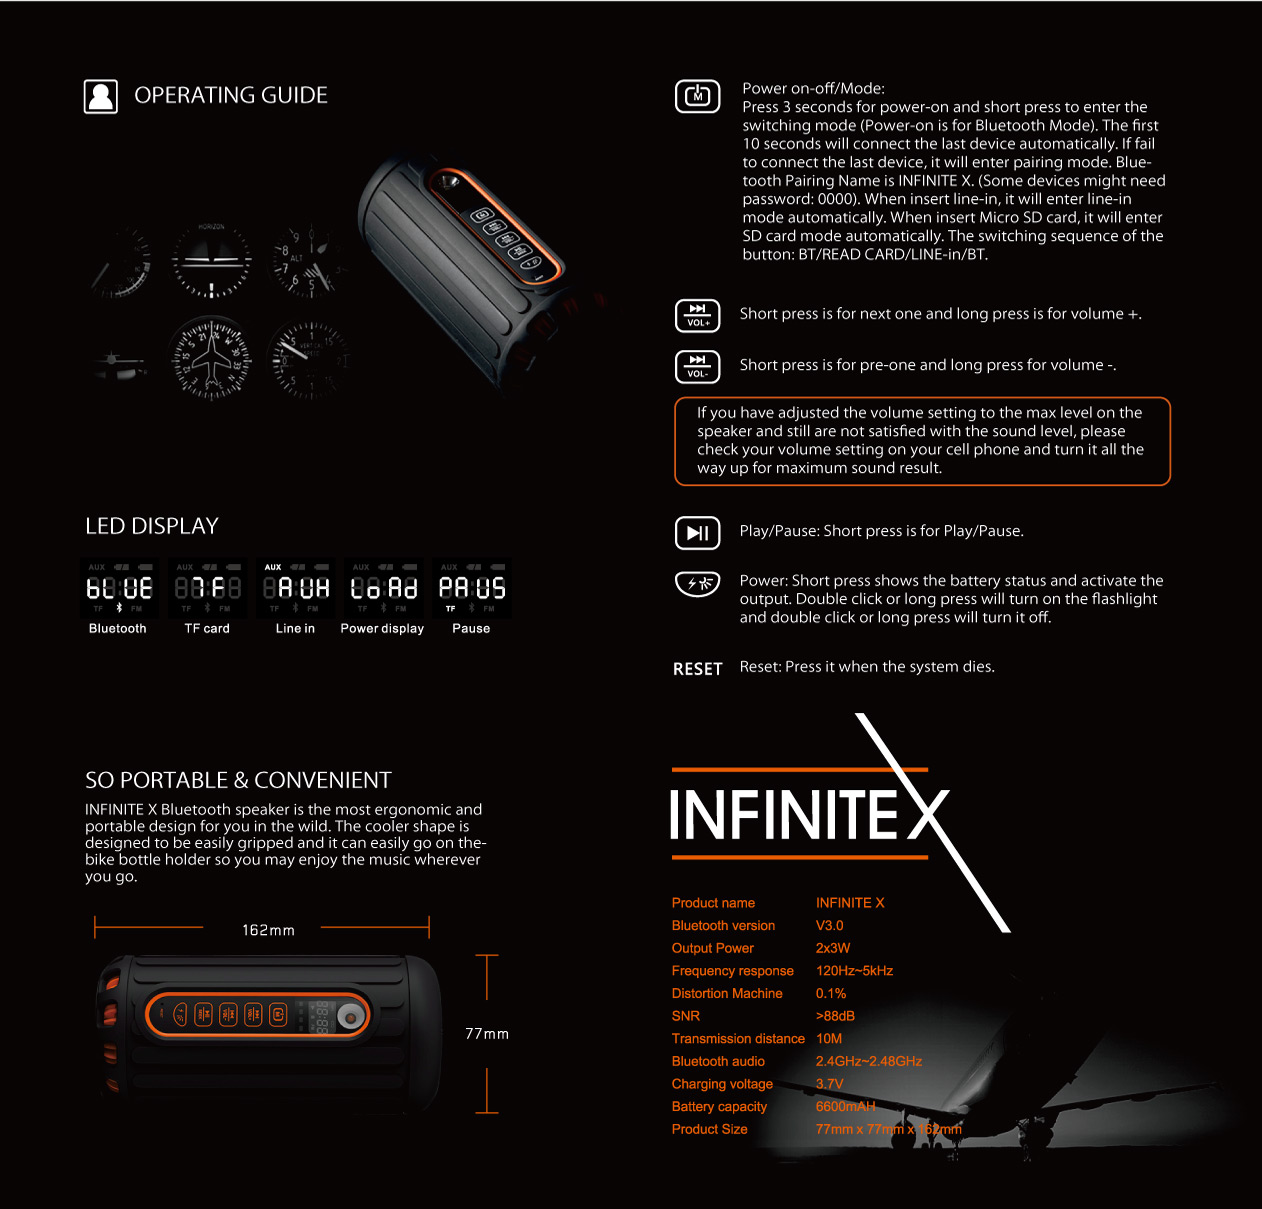 OPERATING GUIDE
HORIZON
ALT
LED DISPLAY
AUX
bLUE
TF FM
Bluetooth
AUX
TF
TF FM
TF card
AUX
AUX
TF FM
Line in
AUX
LoAd
TF FM
Power display
AUX
PAUS
TF FM
Pause
SO PORTABLE & CONVENIENT
INFINITE X Bluetooth speaker is the most ergonomic and
portable design for you in the wild. The cooler shape is
designed to be easily gripped and it can easily go on the-
bike bottle holder so you may enjoy the music wherever
you go.
162mm
77mm
M
Power on-off/Mode:
Press 3 seconds for power-on and short press to enter the
switching mode (Power-on is for Bluetooth Mode). The first
10 seconds will connect the last device automatically. If fail
to connect the last device, it will enter pairing mode. Blue-
tooth Pairing Name is INFINITE X. (Some devices might need
password: 0000). When insert line-in, it will enter line-in
mode automatically. When insert Micro SD card, it will enter
SD card mode automatically. The switching sequence of the
button: BT/READ CARD/LINE-in/BT.
VOL+
Short press is for next one and long press is for volume +.
VOL-
Short press is for pre-one and long press for volume -.
If you have adjusted the volume setting to the max level on the
speaker and still are not satisfied with the sound level, please
check your volume setting on your cell phone and turn it all the
way up for maximum sound result.
Play/Pause: Short press is for Play/Pause.
Power: Short press shows the battery status and activate the
output. Double click or long press will turn on the flashlight
and double click or long press will turn it off.
RESET Reset: Press it when the system dies.
INFINITE X
Product name INFINITE X
Bluetooth version V3.0
Output Power 2x3W
Frequency response 120Hz~5kHz
Distortion Machine 0.1%
SNR >88dB
Transmission distance 10M
Bluetooth audio 2.4GHz~2.48GHz
Charging voltage 3.7V
Battery capacity 6600mAH
Product Size 77mm x 77mm x 162mm